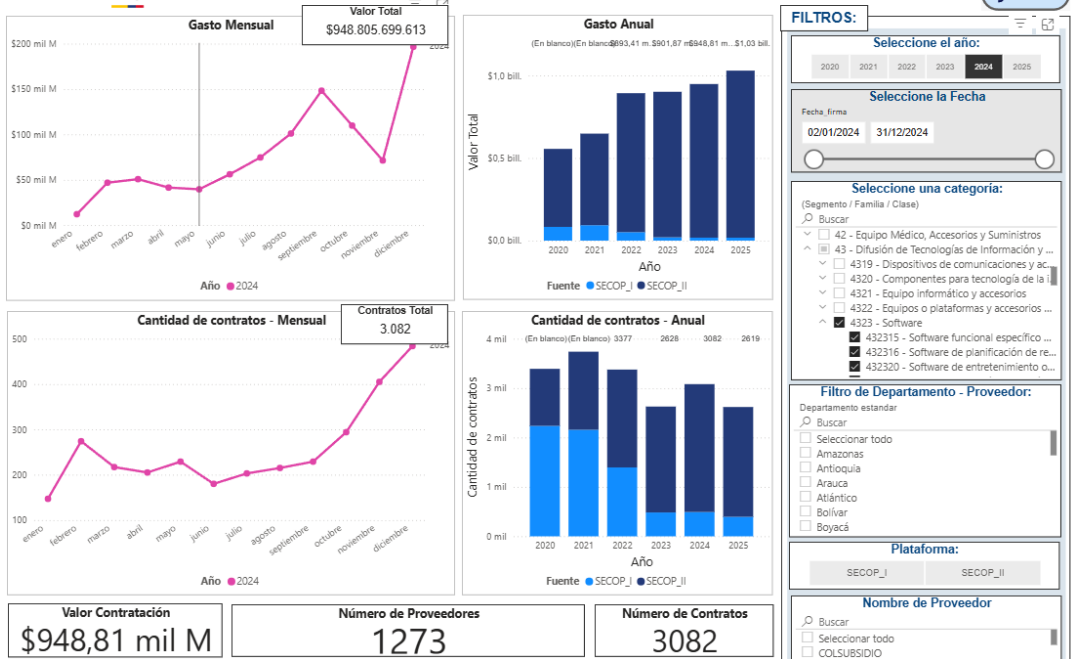 Gasto Mensual
Valor Total
$948.805.699.613
2024
$200 mil M
$150 mil M
$100 mil M
$50 mil M
$0 mil M
enero
febrero
marzo
abril
mayo
junio
julio
agosto
septiembre
octubre
noviembre
diciembre
Año 2024
Gasto Anual
(En blanco)(En blanco)$893,41 m..$901,87 m$948,81 m...$1,03 bill.
Valor Total
$1,0 bill.
$0,5 bill.
$0,0 bill.
2020 2021 2022 2023 2024 2025
Año
Fuente SECOP_I SECOP_II
Cantidad de contratos - Mensual
Contratos Total
3.082
2024
500
400
300
200
100
enero
febrero
marzo
abril
mayo
junio
julio
agosto
septiembre
octubre
noviembre
diciembre
Año 2024
Cantidad de contratos - Anual
(En blanco)(En blanco) 3377 2628 3082 2619
Cantidad de contratos
4 mil
3 mil
2 mil
1 mil
0 mil
2020 2021 2022 2023 2024 2025
Año
Fuente SECOP_I SECOP_II
Valor Contratación
$948,81 mil M
Número de Proveedores
1273
Número de Contratos
3082
FILTROS:
Seleccione el año:
2020 2021 2022 2023 2024 2025
Seleccione la Fecha
Fecha_firma
02/01/2024 31/12/2024
Seleccione una categoría:
(Segmento / Familia / Clase)
Buscar
42 - Equipo Médico, Accesorios y Suministros
43 - Difusión de Tecnologías de Información y ...
4319 - Dispositivos de comunicaciones y ac...
4320 - Componentes para tecnología de la i...
4321 - Equipo informático y accesorios
4322 - Equipos o plataformas y accesorios ...
4323 - Software
432315 - Software funcional específico ...
432316 - Software de planificación de re...
432320 - Software de entretenimiento o...
Filtro de Departamento - Proveedor:
Departamento estandar
Buscar
Seleccionar todo
Amazonas
Antioquia
Arauca
Atlántico
Bolívar
Boyacá
Plataforma:
SECOP_I SECOP_II
Nombre de Proveedor
Buscar
Seleccionar todo
COLSUBSIDIO